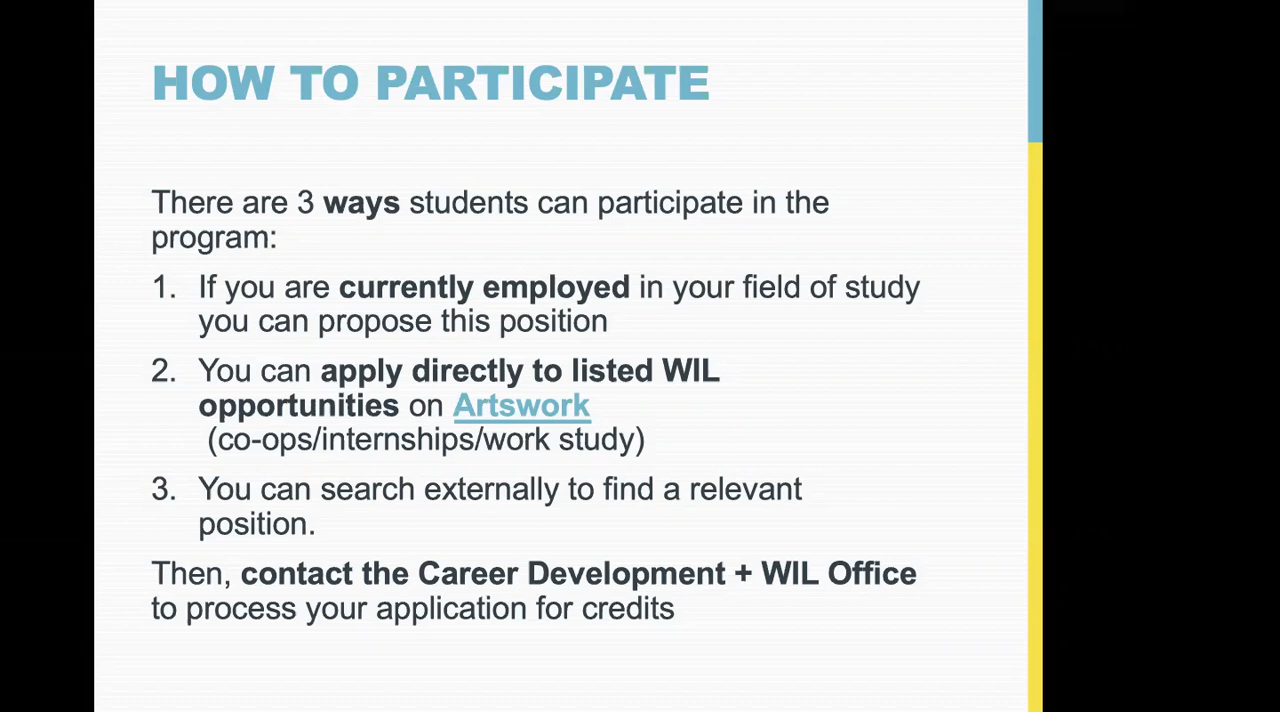 HOW TO PARTICIPATE
There are 3 ways students can participate in the
program:
1. If you are currently employed in your field of study
you can propose this position
2. You can apply directly to listed WIL
opportunities on Artswork
(co-ops/internships/work study)
3. You can search externally to find a relevant
position.
Then, contact the Career Development + WIL Office
to process your application for credits